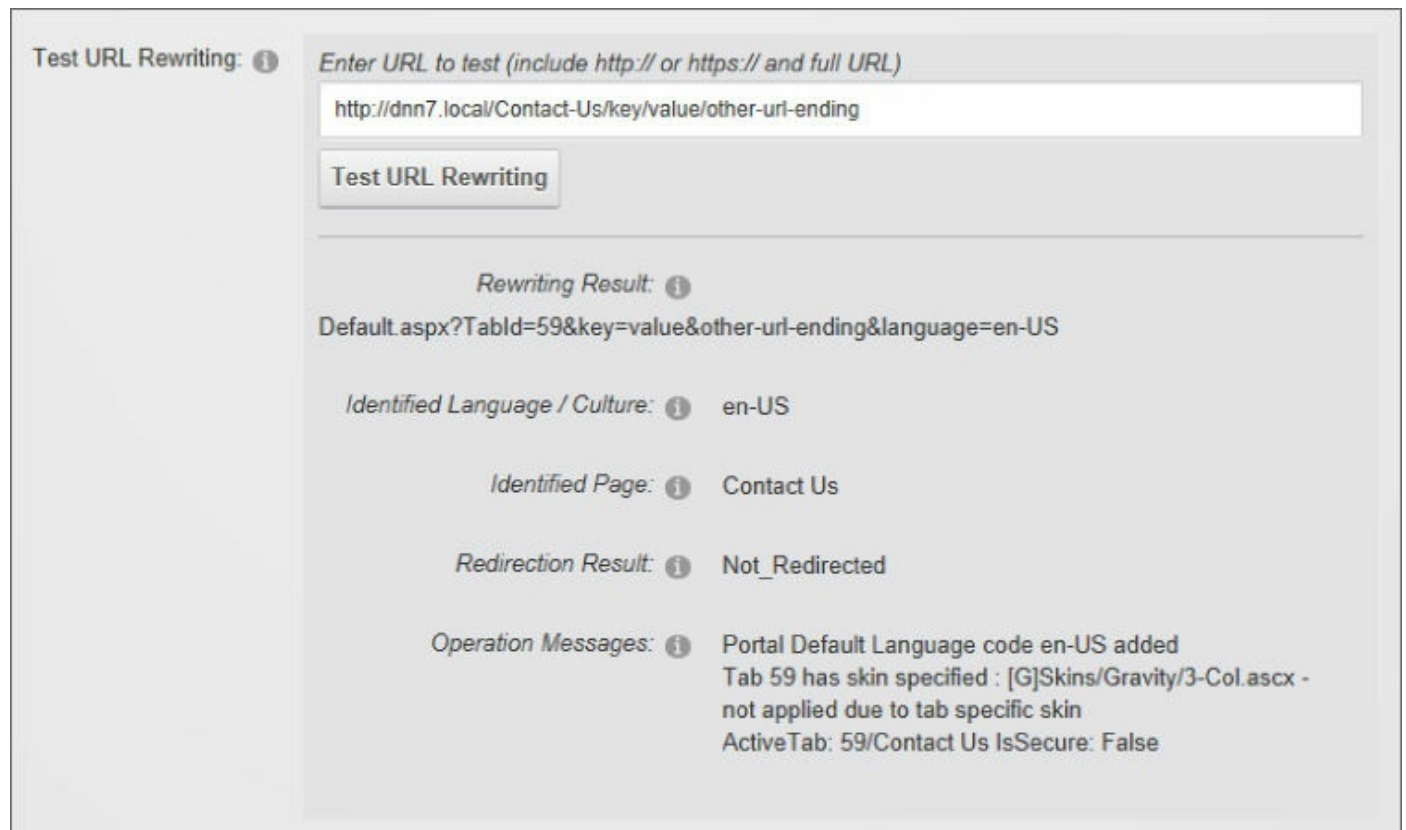 Test URL Rewriting:
Enter URL to test (include http:// or https:// and full URL)
http://dnn7.local/Contact-Us/key/value/other-url-ending
Test URL Rewriting
Rewriting Result:
Default.aspx?TabId=59&key=value&other-url-ending&language=en-US
Identified Language / Culture: en-US
Identified Page: Contact Us
Redirection Result: Not_Redirected
Operation Messages: Portal Default Language code en-US added
Tab 59 has skin specified : [G]Skins/Gravity/3-Col.ascx -
not applied due to tab specific skin
ActiveTab: 59/Contact Us IsSecure: False